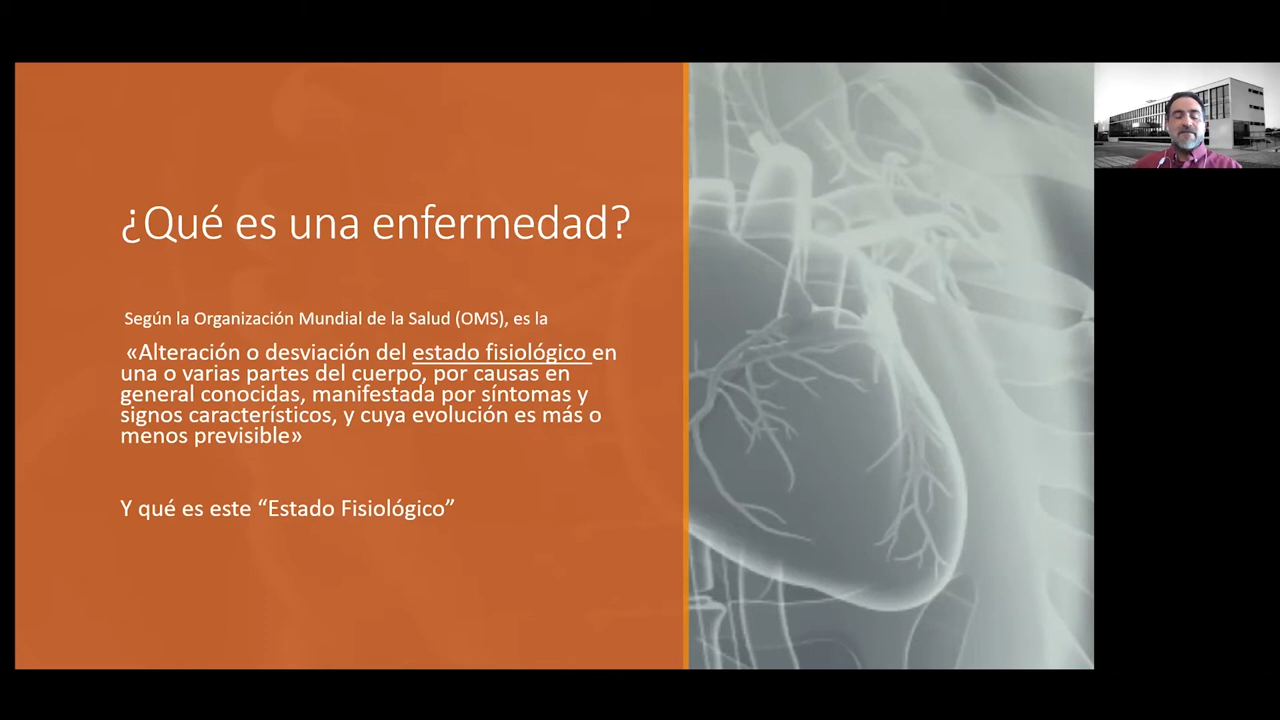 ¿Qué es una enfermedad?
Según la Organización Mundial de la Salud (OMS), es la
«Alteración o desviación del estado fisiológico en
una o varias partes del cuerpo, por causas en
general conocidas, manifestada por síntomas y
signos característicos, y cuya evolución es más o
menos previsible»
Y qué es este “Estado Fisiológico”